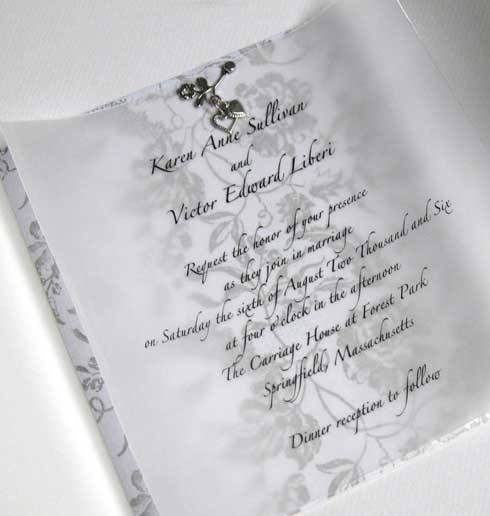 Karen Anne Sullivan
and
Victor Edward Liberi
Request the honor of your presence
as they join in marriage
on Saturday the sixth of August Two Thousand and Six
at four o'clock in the afternoon
The Carriage House at Forest Park
Springfield, Massachusetts
Dinner reception to follow